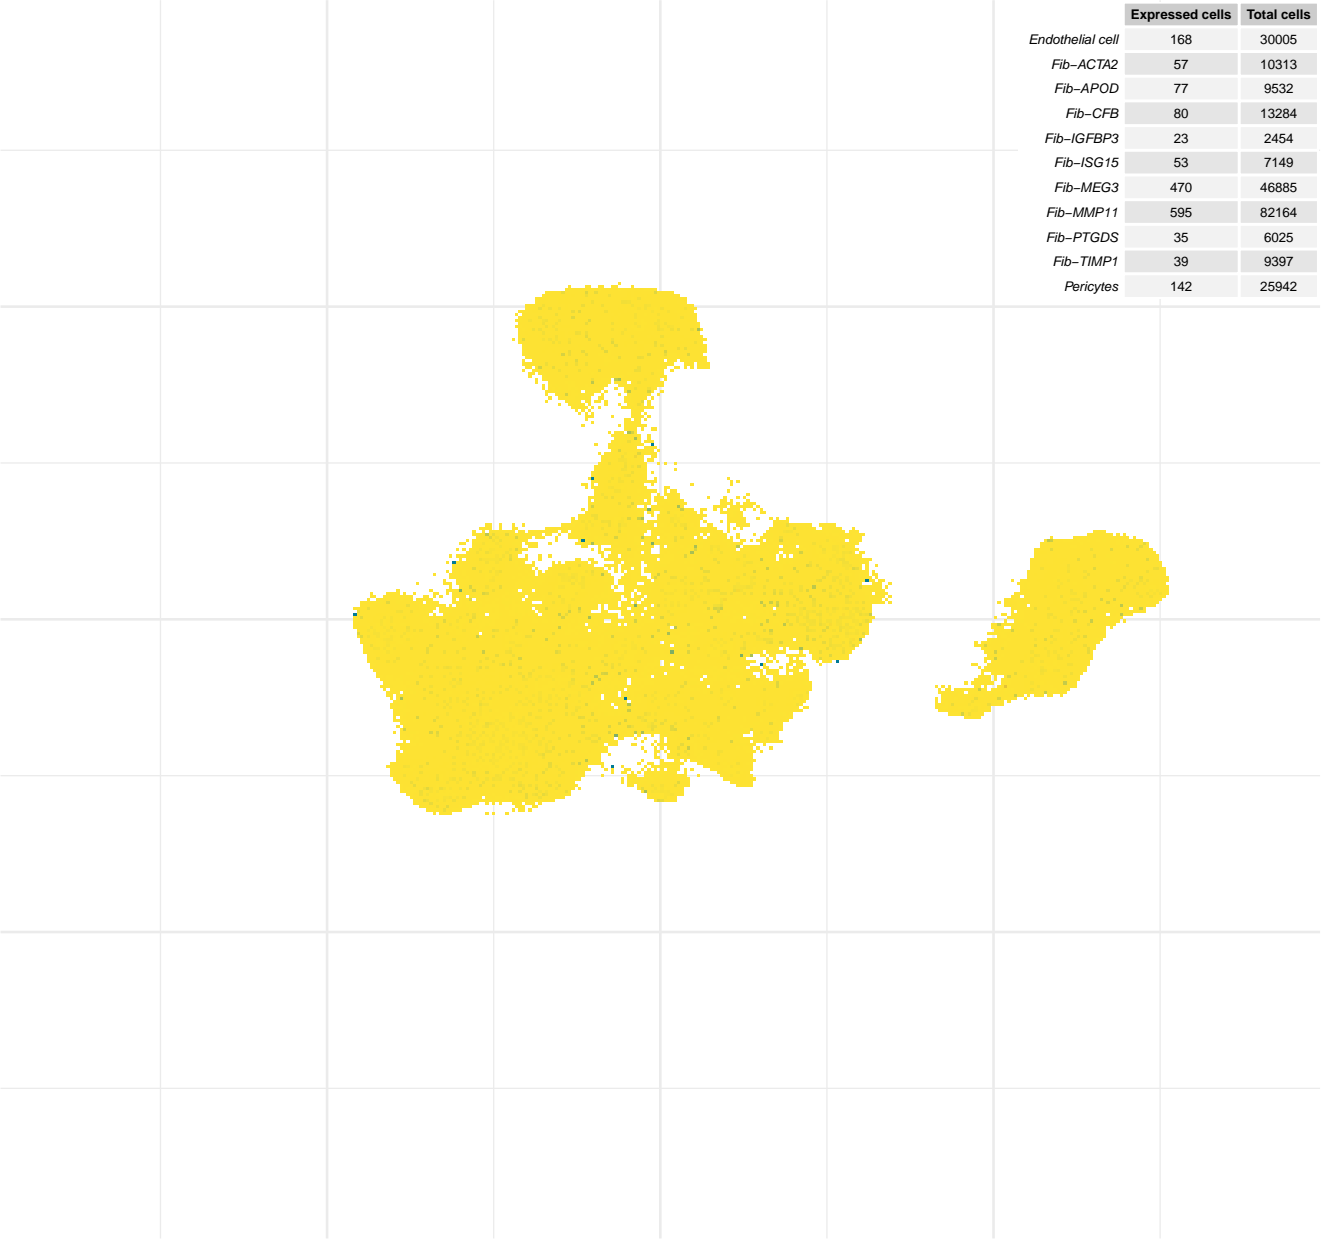 Expressed cells Total cells
Endothelial cell 168 30005
Fib−ACTA2 57 10313
Fib−APOD 77 9532
Fib−CFB 80 13284
Fib−IGFBP3 23 2454
Fib−ISG15 53 7149
Fib−MEG3 470 46885
Fib−MMP11 595 82164
Fib−PTGDS 35 6025
Fib−TIMP1 39 9397
Pericytes 142 25942